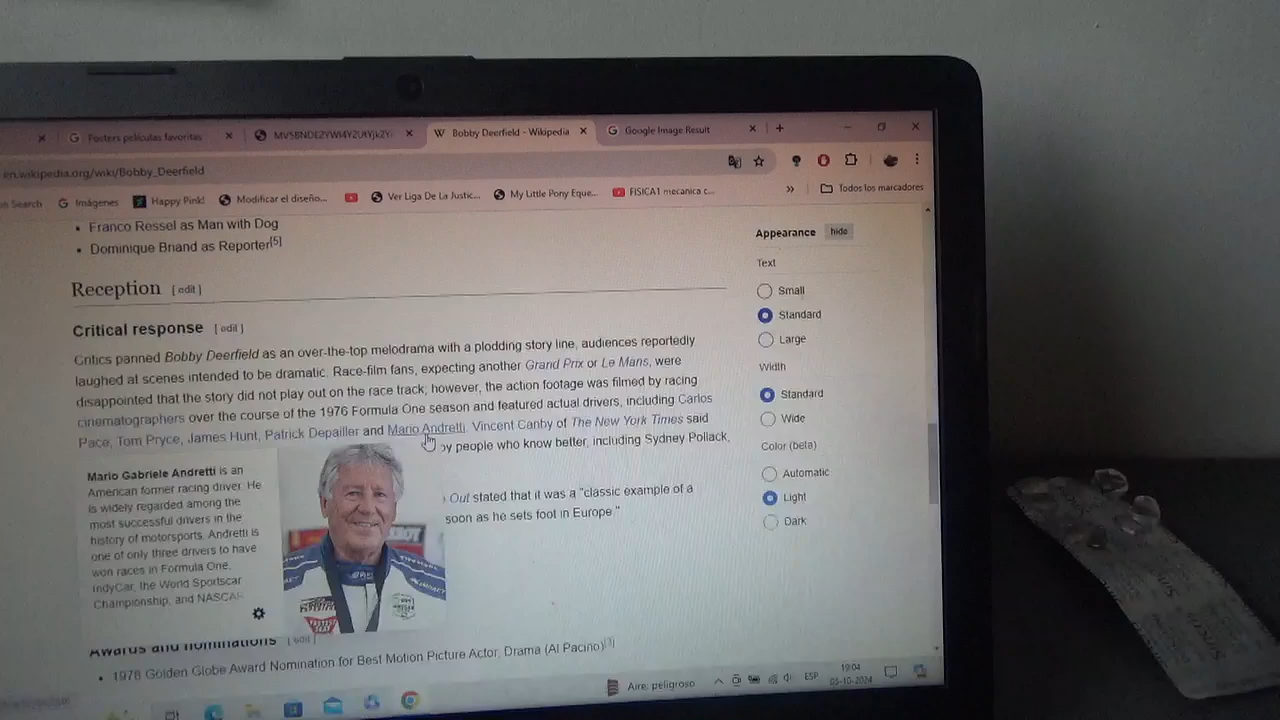 Posters películas favoritas
Bobby Deerfield - Wikipedia
Google Image Result
en.wikipedia.org/wiki/Bobby_Deerfield
Search
Imágenes
Happy Pink!
Modificar el diseño...
Ver Liga De La Justic...
My Little Pony Eque...
FISICA1 mecanica c...
»
Todos los marcadores
Franco Ressel as Man with Dog
Dominique Briand as Reporter[5]
Reception [ edit ]
Critical response [ edit ]
Critics panned Bobby Deerfield as an over-the-top melodrama with a plodding story line, audiences reportedly
laughed at scenes intended to be dramatic. Race-film fans, expecting another Grand Prix or Le Mans, were
disappointed that the story did not play out on the race track; however, the action footage was filmed by racing
cinematographers over the course of the 1976 Formula One season and featured actual drivers, including Carlos
Pace, Tom Pryce, James Hunt, Patrick Depailler and Mario Andretti. Vincent Canby of The New York Times said
by people who know better, including Sydney Pollack,
Out stated that it was a "classic example of a
soon as he sets foot in Europe."
Mario Gabriele Andretti is an
American former racing driver. He
is widely regarded among the
most successful drivers in the
history of motorsports. Andretti is
one of only three drivers to have
won races in Formula One,
IndyCar, the World Sportscar
Championship, and NASCAR
Awards and nominations [ edit ]
1978 Golden Globe Award Nomination for Best Motion Picture Actor, Drama (Al Pacino)[3]
Appearance hide
Text
Small
Standard
Large
Width
Standard
Wide
Color (beta)
Automatic
Light
Dark
Aire: peligroso
ESP
19:04
05-10-2024